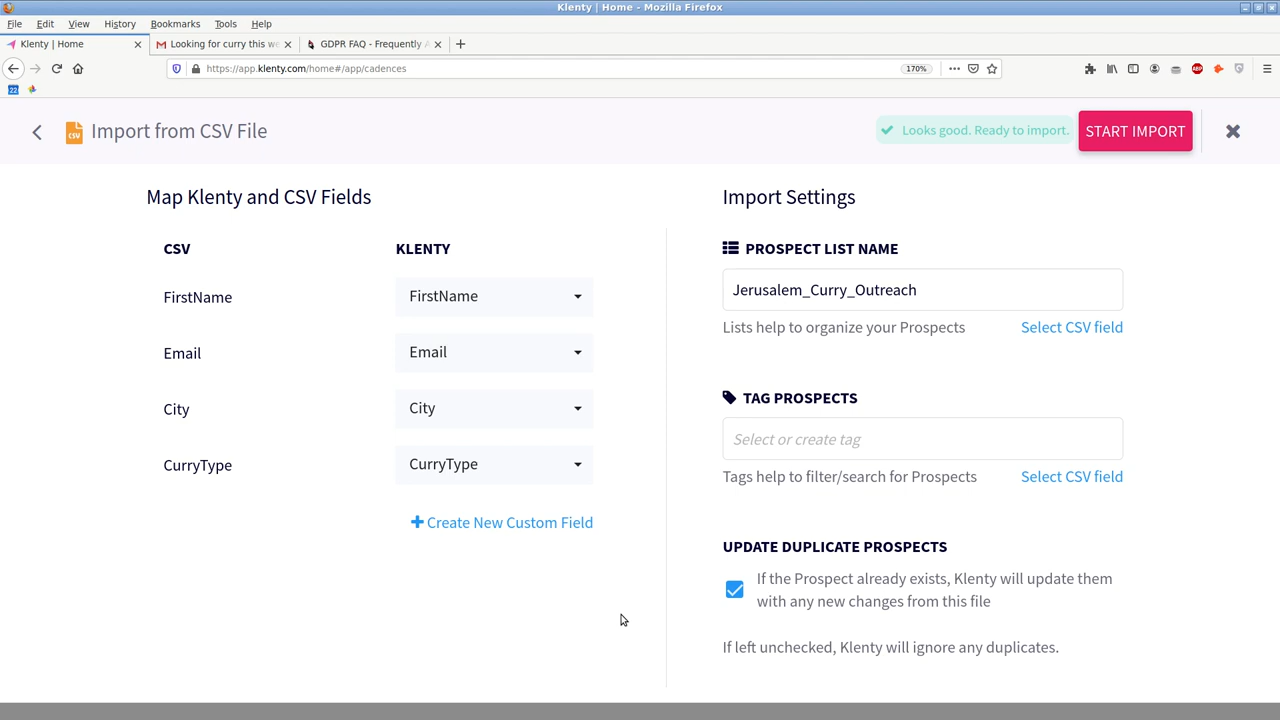 Klenty | Home - Mozilla Firefox
File Edit View History Bookmarks Tools Help
Klenty | Home
Looking for curry this we
GDPR FAQ - Frequently A
https://app.klenty.com/home#/app/cadences
170%
ABP
22
CSV
Import from CSV File
Looks good. Ready to import.
START IMPORT
Map Klenty and CSV Fields
CSV KLENTY
FirstName FirstName
Email Email
City City
CurryType CurryType
Create New Custom Field
Import Settings
PROSPECT LIST NAME
Jerusalem_Curry_Outreach
Lists help to organize your Prospects Select CSV field
TAG PROSPECTS
Select or create tag
Tags help to filter/search for Prospects Select CSV field
UPDATE DUPLICATE PROSPECTS
If the Prospect already exists, Klenty will update them
with any new changes from this file
If left unchecked, Klenty will ignore any duplicates.